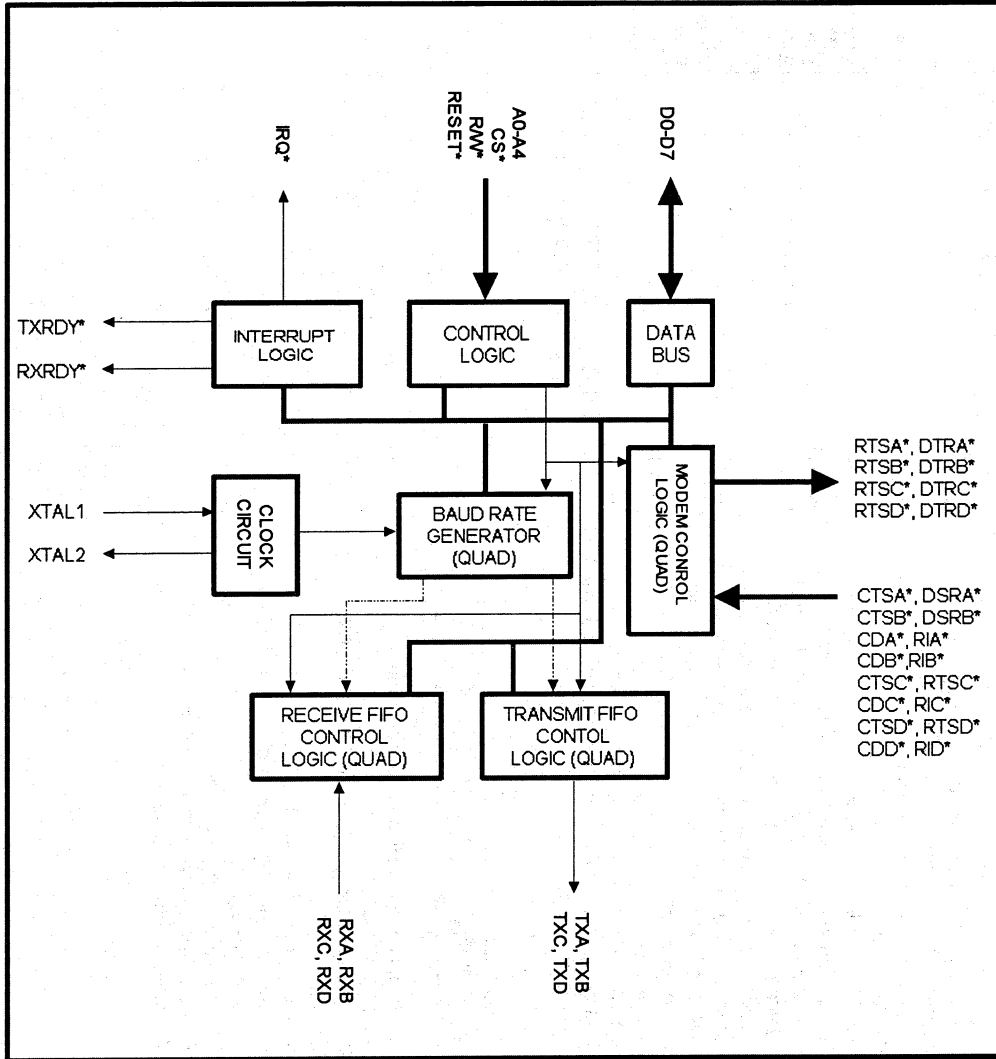 IRQ*
A0-A4
CS*
R/W*
RESET*
D0-D7
TXRDY*
RXRDY*
INTERRUPT
LOGIC
CONTROL
LOGIC
DATA
BUS
XTAL1
XTAL2
CLOCK
CIRCUIT
BAUD RATE
GENERATOR
(QUAD)
MODEM CONROL
LOGIC (QUAD)
RTSA*, DTRA*
RTSB*, DTRB*
RTSC*, DTRC*
RTSD*, DTRD*
CTSA*, DSRA*
CTSB*, DSRB*
CDA*, RIA*
CDB*,RIB*
CTSC*, RTSC*
CDC*, RIC*
CTSD*, RTSD*
CDD*, RID*
RECEIVE FIFO
CONTROL
LOGIC (QUAD)
TRANSMIT FIFO
CONTOL
LOGIC (QUAD)
RXA, RXB
RXC, RXD
TXA, TXB
TXC, TXD